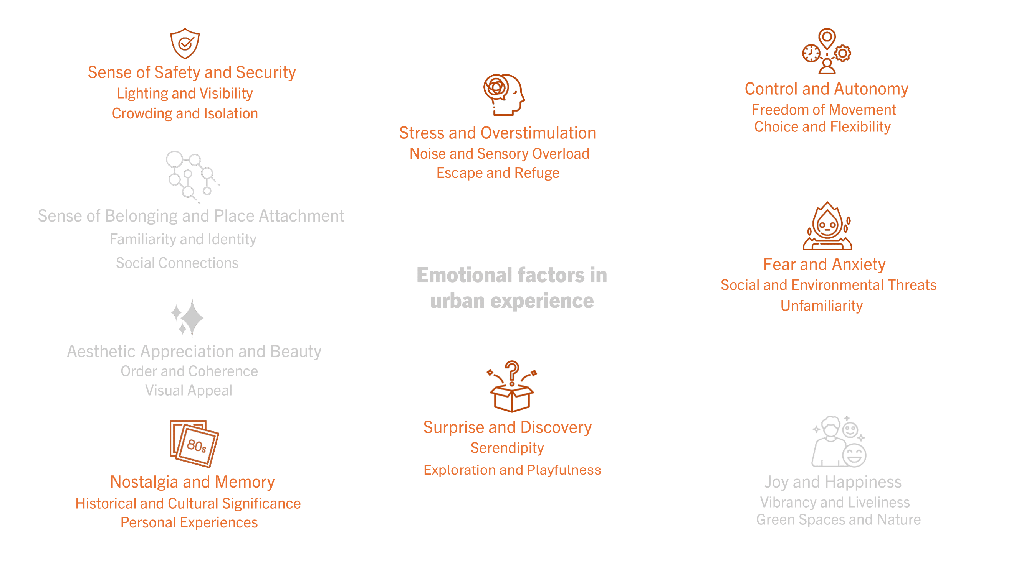 Sense of Safety and Security
Lighting and Visibility
Crowding and Isolation
Sense of Belonging and Place Attachment
Familiarity and Identity
Social Connections
Aesthetic Appreciation and Beauty
Order and Coherence
Visual Appeal
80s
Nostalgia and Memory
Historical and Cultural Significance
Personal Experiences
Stress and Overstimulation
Noise and Sensory Overload
Escape and Refuge
Emotional factors in
urban experience
?
Surprise and Discovery
Serendipity
Exploration and Playfulness
Control and Autonomy
Freedom of Movement
Choice and Flexibility
Fear and Anxiety
Social and Environmental Threats
Unfamiliarity
Joy and Happiness
Vibrancy and Liveliness
Green Spaces and Nature